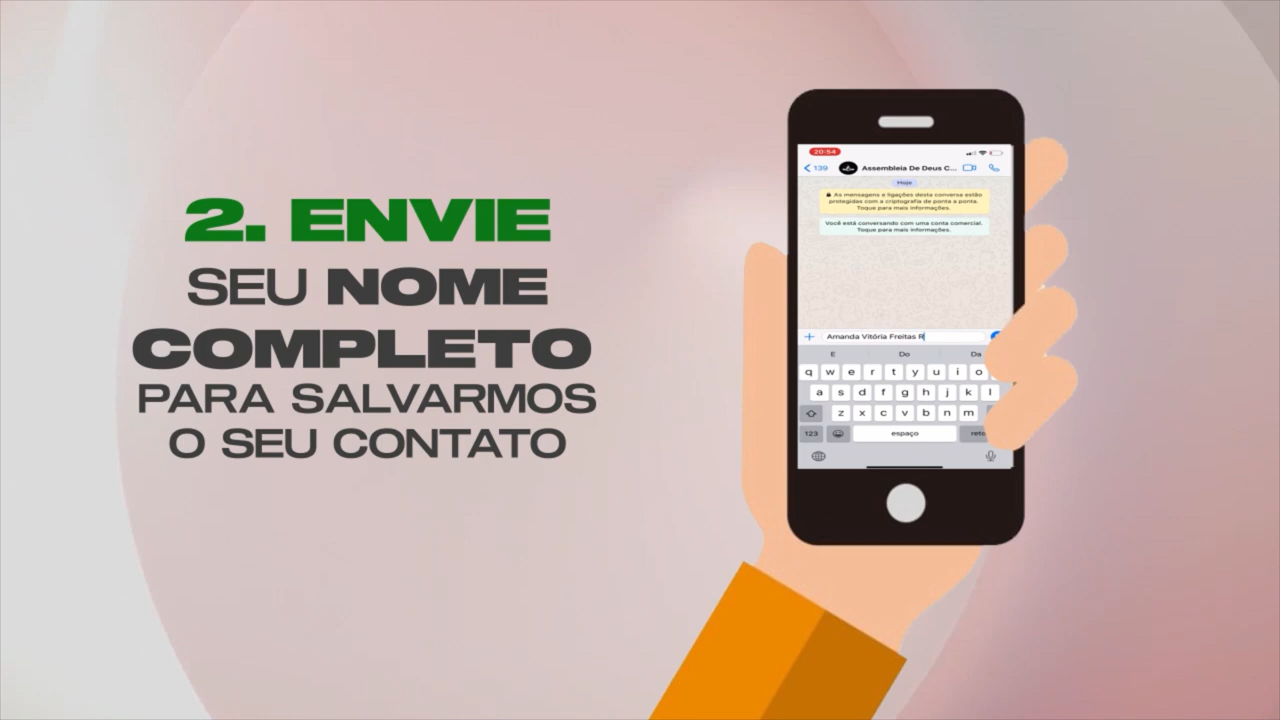 2. ENVIE
SEU NOME
COMPLETO
PARA SALVARMOS
O SEU CONTATO
20:54
139 Assembleia De Deus C...
Hoje
As mensagens e ligações desta conversa estão
protegidas com a criptografia de ponta a ponta.
Toque para mais informações.
Você está conversando com uma conta comercial.
Toque para mais informações.
Amanda Vitória Freitas R
E Do Da
q w e r t y u i o
a s d f g h j k l
z x c v b n m
123 espaço reto